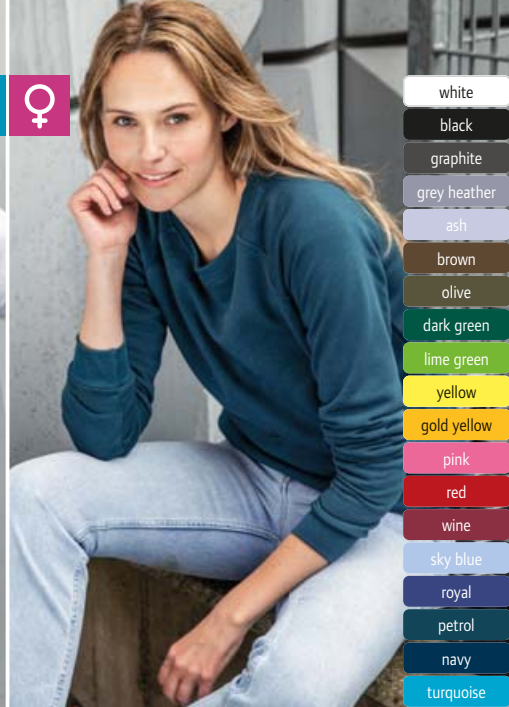 white
black
graphite
grey heather
ash
brown
olive
dark green
lime green
yellow
gold yellow
pink
red
wine
sky blue
royal
petrol
navy
turquoise